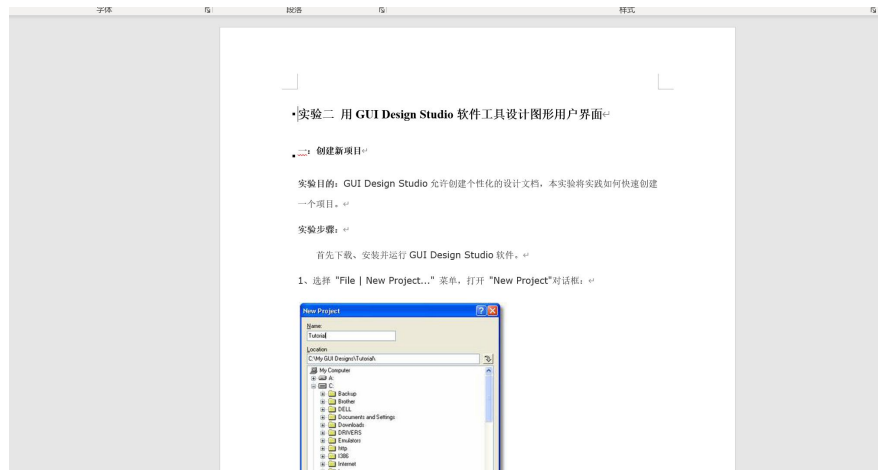 字体
段落
样式
实验二 用 GUI Design Studio 软件工具设计图形用户界面
一：创建新项目
实验目的：GUI Design Studio 允许创建个性化的设计文档，本实验将实践如何快速创建
一个项目。
实验步骤：
首先下载、安装并运行 GUI Design Studio 软件。
1、选择 "File | New Project..." 菜单，打开 "New Project"对话框：
New Project
Name:
Tutorial
Location
C:\My GUI Designs\Tutorial\
My Computer
A:
C:
Backup
Brother
DELL
Documents and Settings
Downloads
DRIVERS
Emulators
http
I386
Internet